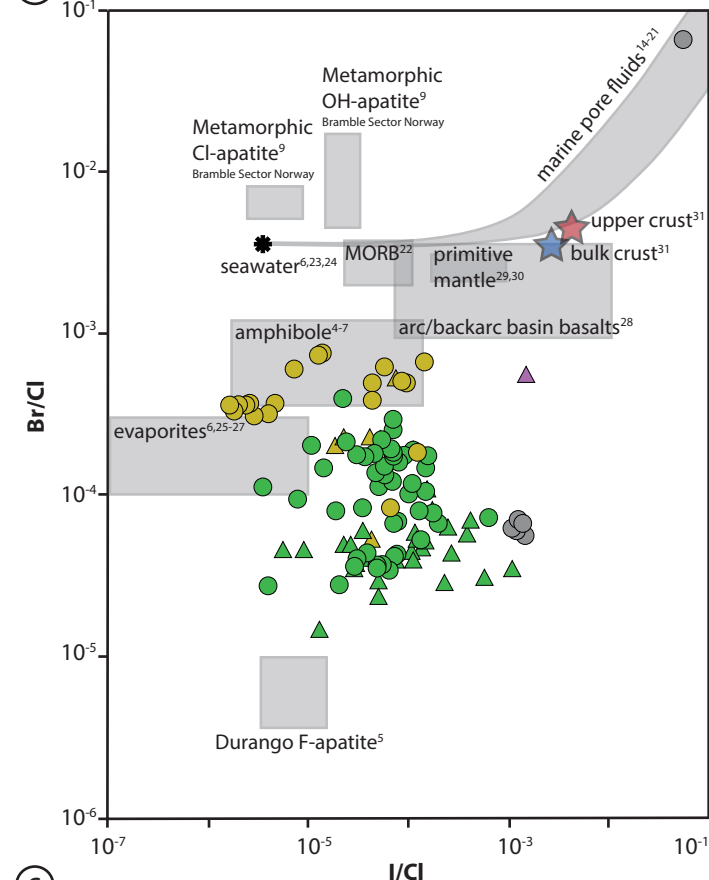 10-1
Metamorphic
OH-apatite9
Bramble Sector Norway
marine pore fluids14-21
Metamorphic
Cl-apatite9
Bramble Sector Norway
10-2
upper crust31
seawater6,23,24
MORB22
primitive
mantle29,30
bulk crust31
10-3
amphibole4-7
arc/backarc basin basalts28
Br/Cl
evaporites6,25-27
10-4
10-5
Durango F-apatite5
10-6
10-7
10-5
10-3
10-1
I/Cl